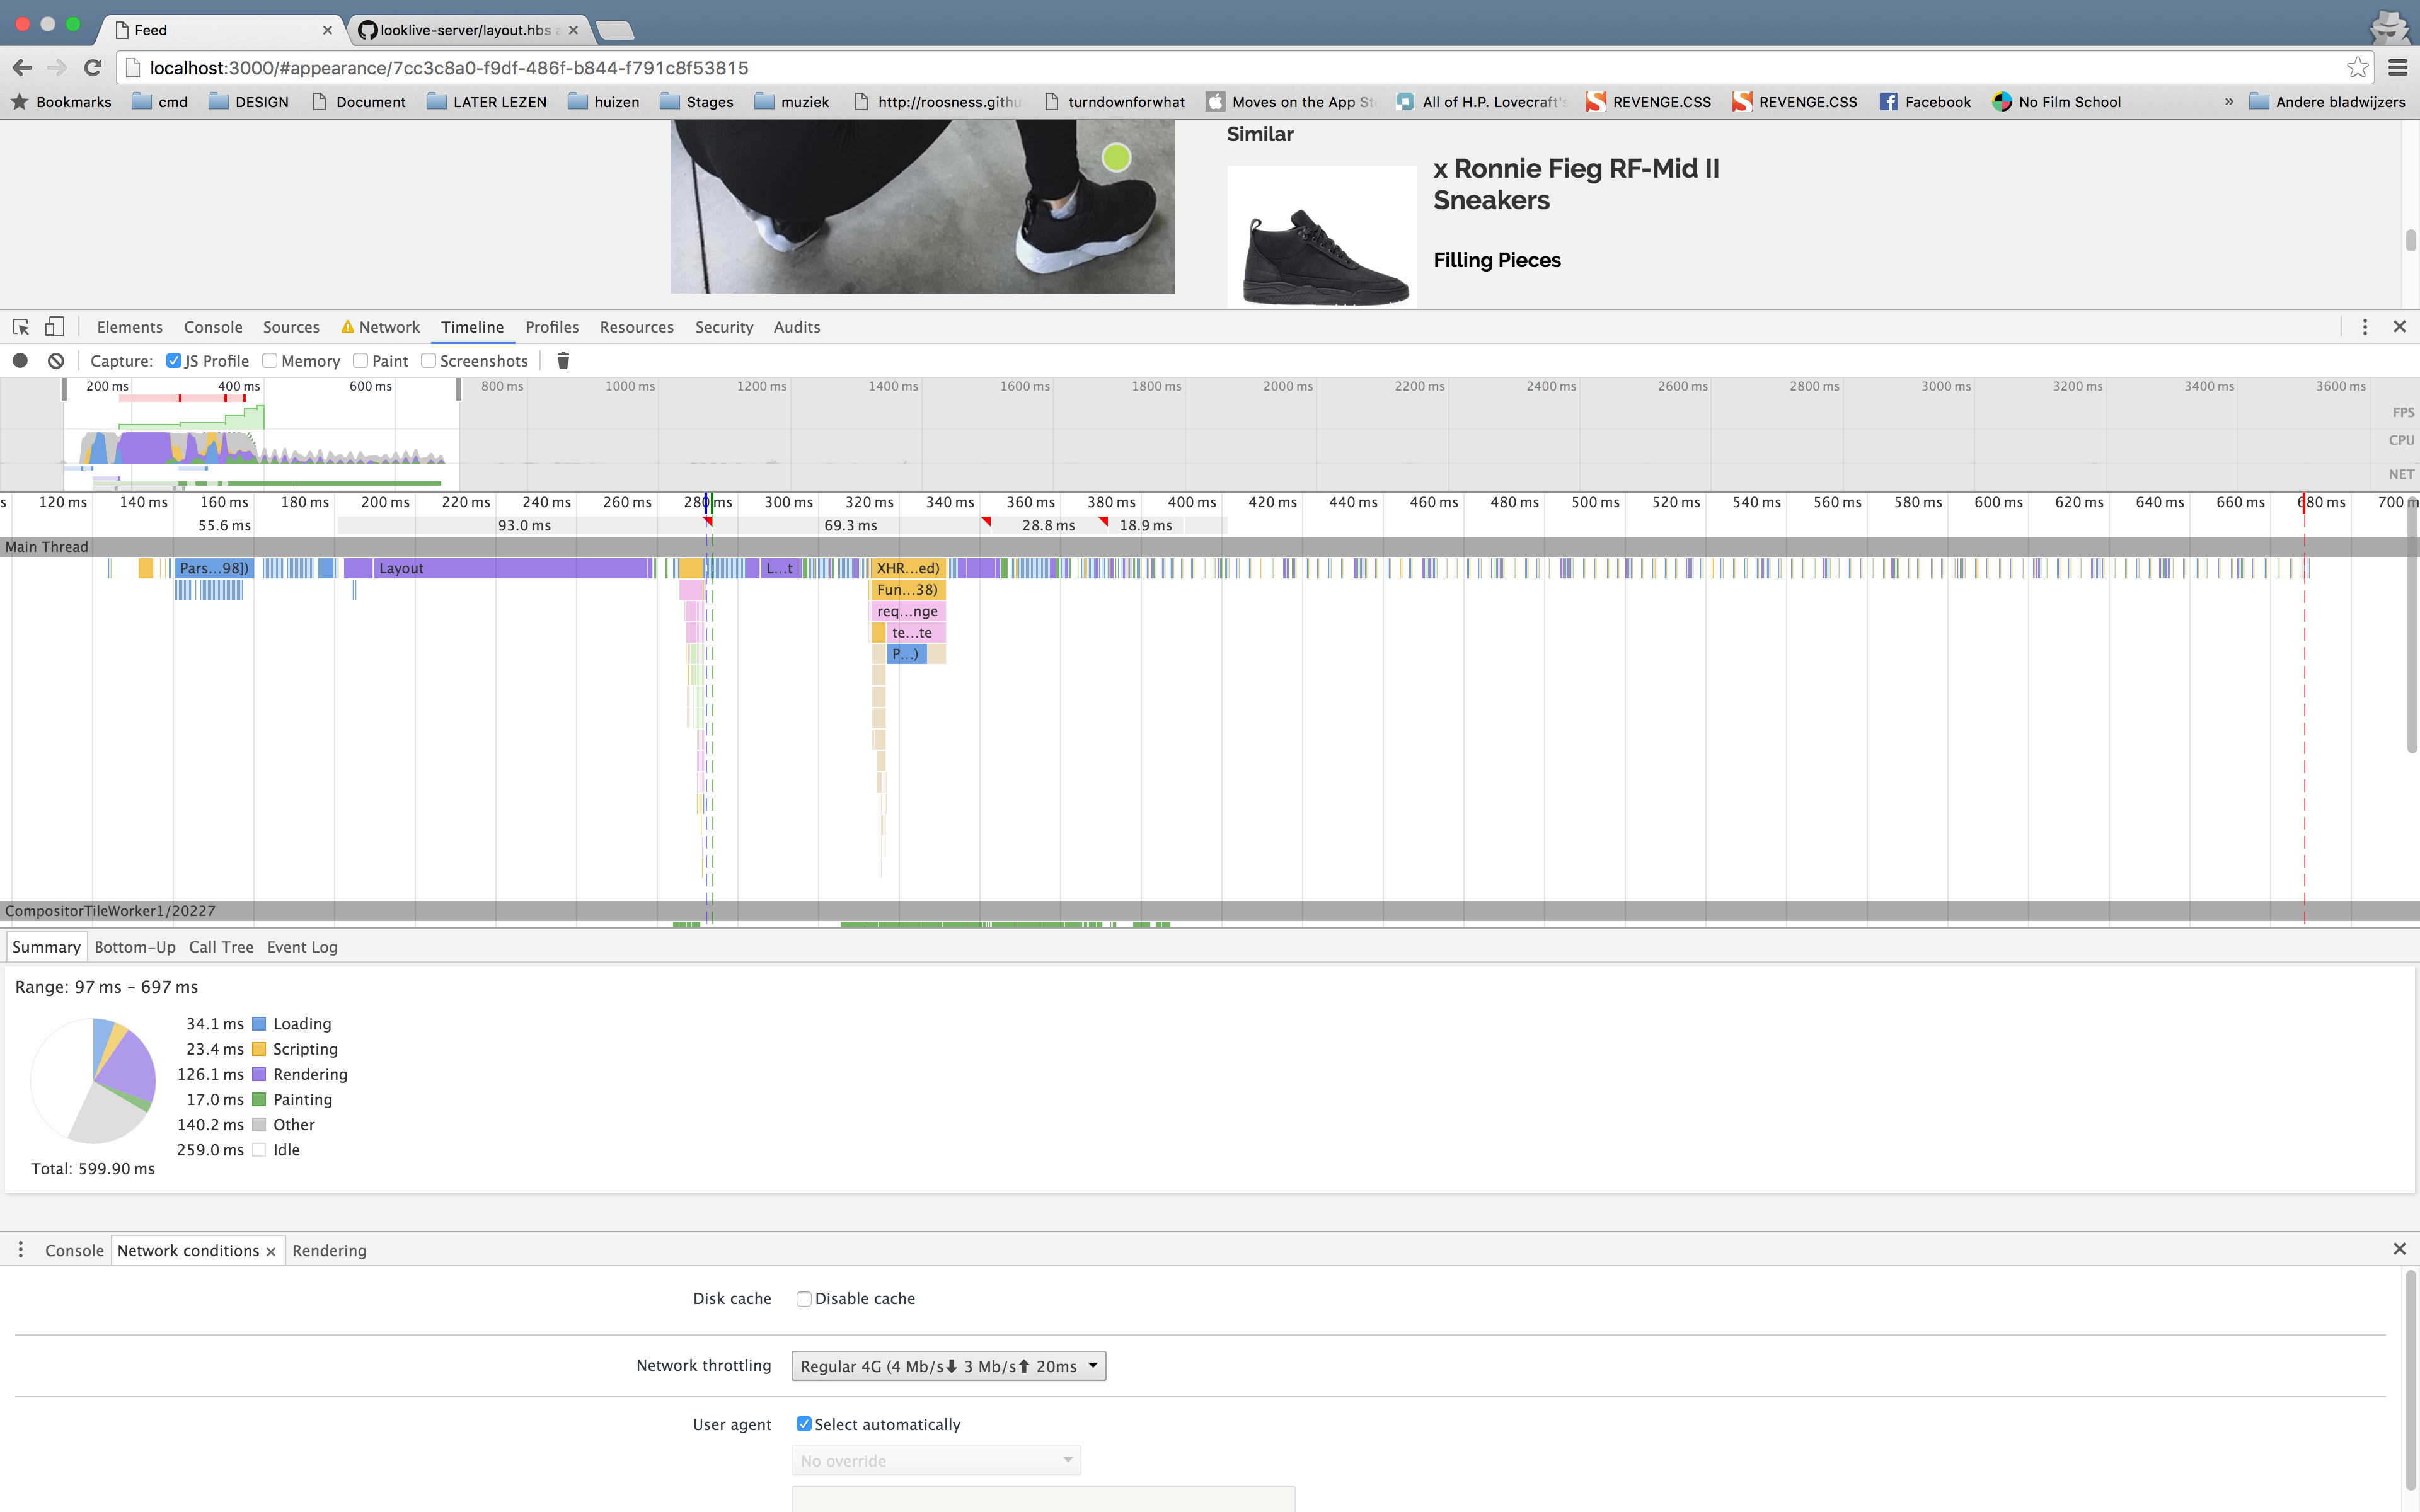 Feed
looklive-server/layout.hbs
localhost:3000/#appearance/7cc3c8a0-f9df-486f-b844-f791c8f53815
Bookmarks cmd DESIGN Document LATER LEZEN huizen Stages muziek http://roosness.githu turndownforwhat Moves on the App St All of H.P. Lovecraft's REVENGE.CSS REVENGE.CSS Facebook No Film School » Andere bladwijzers
Similar
x Ronnie Fieg RF-Mid II
Sneakers
Filling Pieces
Elements Console Sources Network Timeline Profiles Resources Security Audits
Capture: JS Profile Memory Paint Screenshots
200 ms 400 ms 600 ms 800 ms 1000 ms 1200 ms 1400 ms 1600 ms 1800 ms 2000 ms 2200 ms 2400 ms 2600 ms 2800 ms 3000 ms 3200 ms 3400 ms 3600 ms
FPS
CPU
NET
s 120 ms 140 ms 160 ms 180 ms 200 ms 220 ms 240 ms 260 ms 280 ms 300 ms 320 ms 340 ms 360 ms 380 ms 400 ms 420 ms 440 ms 460 ms 480 ms 500 ms 520 ms 540 ms 560 ms 580 ms 600 ms 620 ms 640 ms 660 ms 680 ms 700 m
55.6 ms 93.0 ms 69.3 ms 28.8 ms 18.9 ms
Main Thread
Pars...98]) Layout L...t XHR...ed)
Fun...38)
req...nge
te...te
P...)
CompositorTileWorker1/20227
Summary Bottom-Up Call Tree Event Log
Range: 97 ms – 697 ms
34.1 ms Loading
23.4 ms Scripting
126.1 ms Rendering
17.0 ms Painting
140.2 ms Other
259.0 ms Idle
Total: 599.90 ms
Console Network conditions Rendering
Disk cache Disable cache
Network throttling Regular 4G (4 Mb/s⬇ 3 Mb/s⬆ 20ms
User agent Select automatically
No override